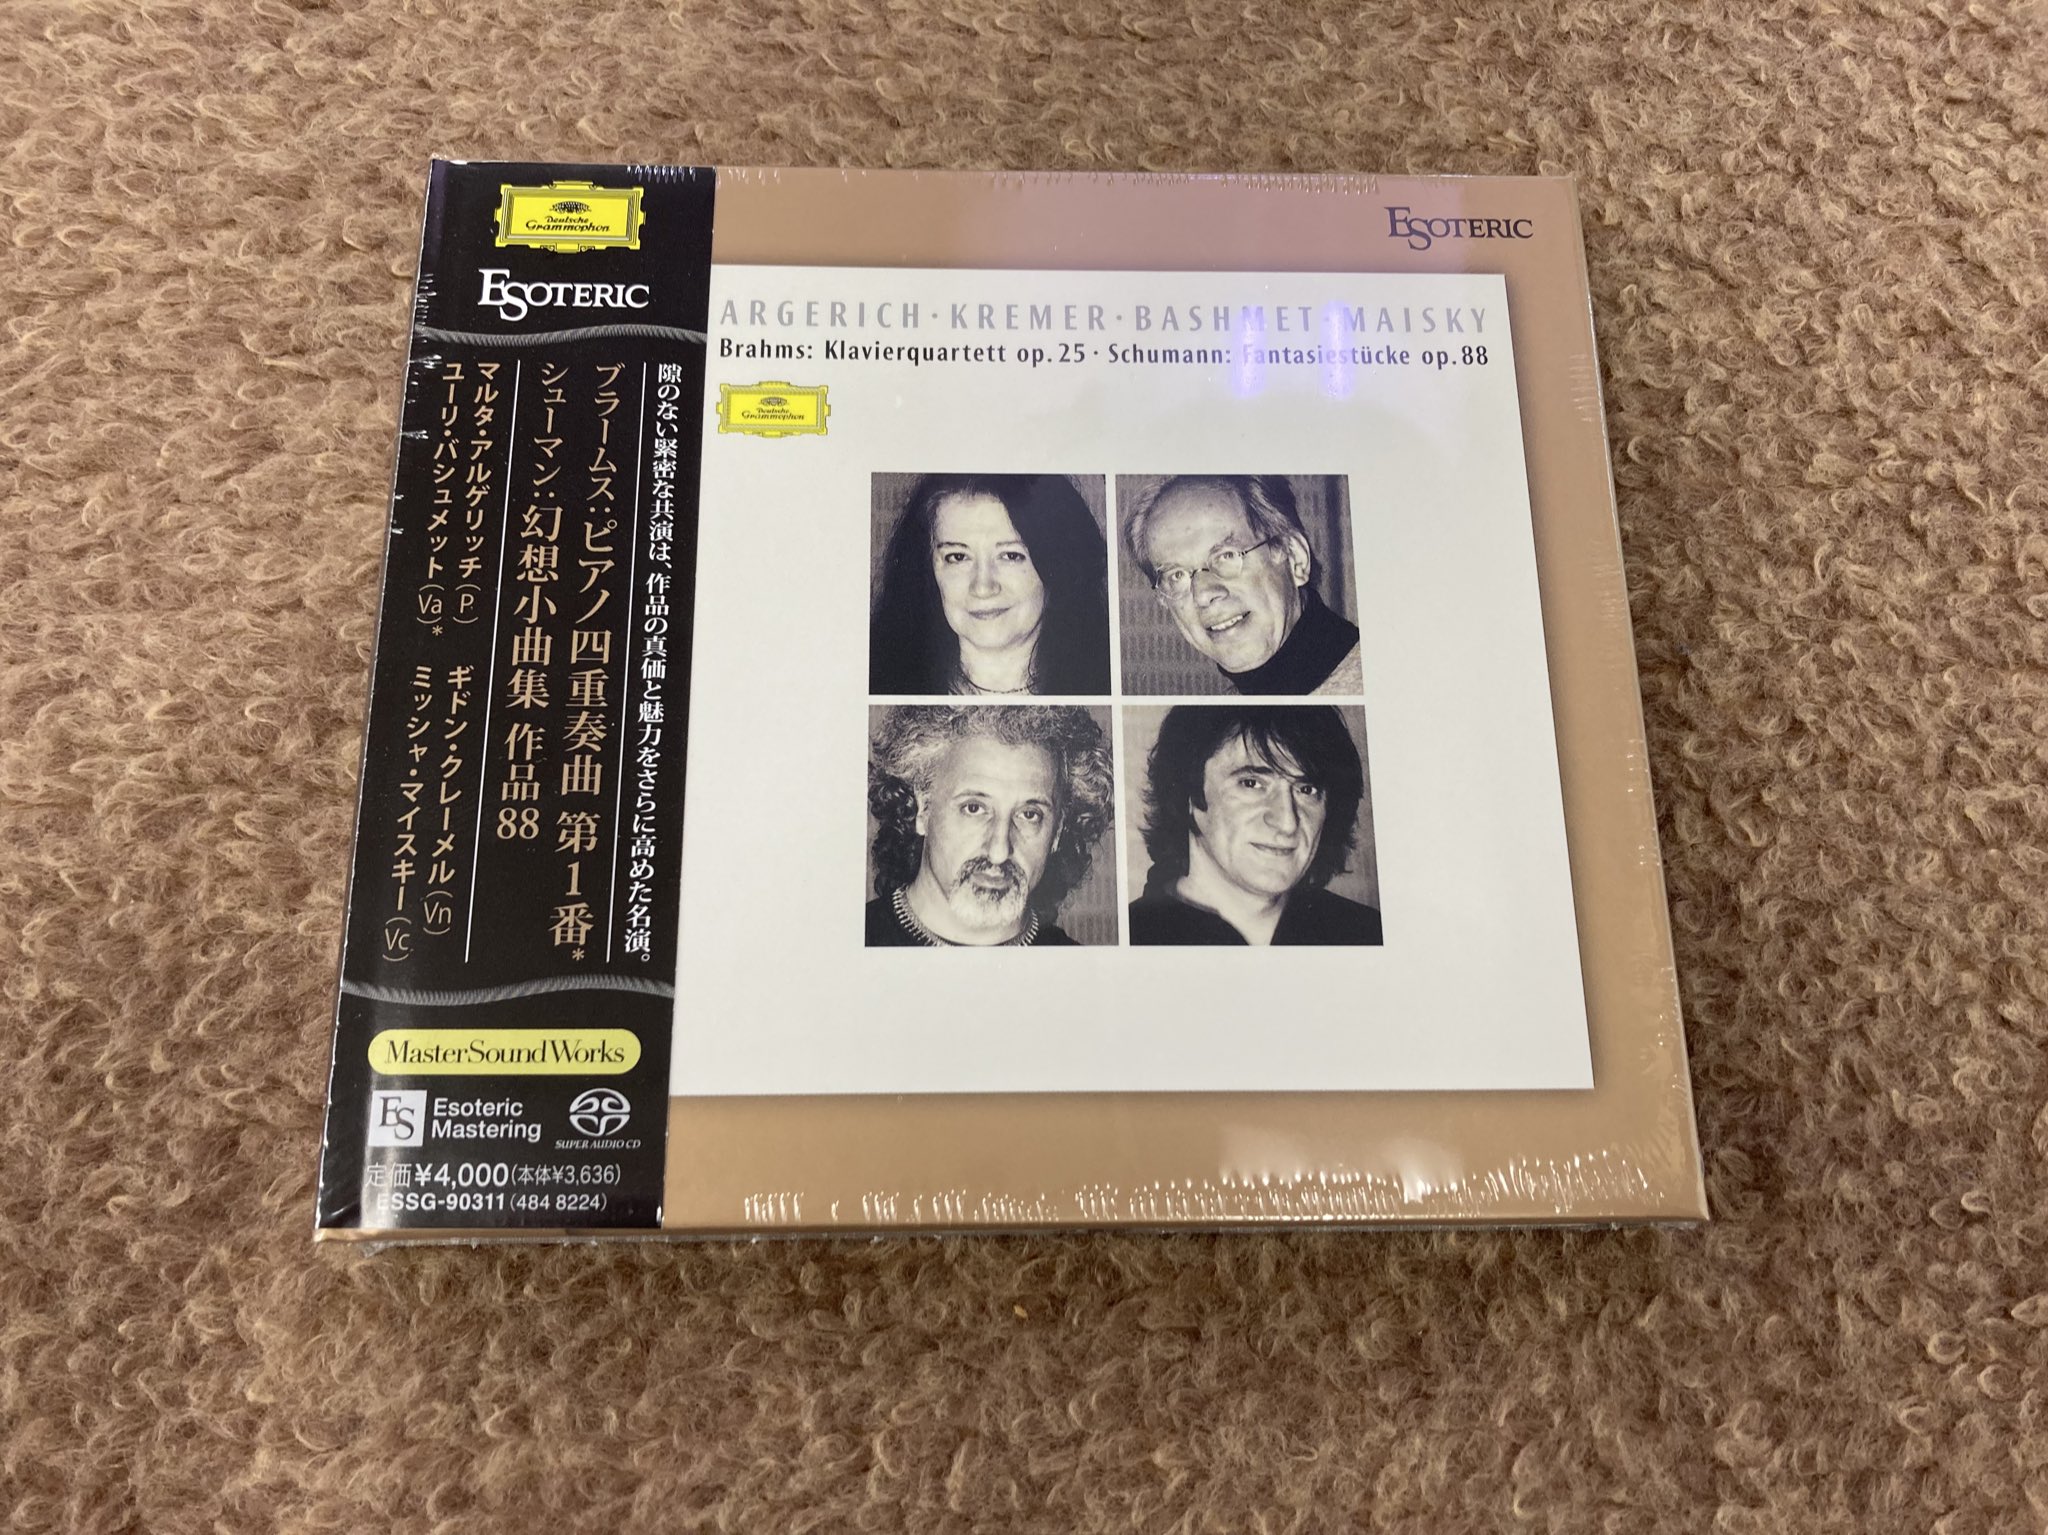 Deutsche
Grammophon
ESOTERIC
隙のない緊密な共演は、作品の真価と魅力をさらに高めた名演。
ブラームス:ピアノ四重奏曲 第1番*
シューマン:幻想小曲集 作品88
マルタ・アルゲリッチ(P) ギドン・クレーメル(Vn)
ユーリ・バシュメット(Va)* ミッシャ・マイスキー(Vc)
MasterSoundWorks
ES Esoteric
Mastering
SUPER AUDIO CD
定価¥4,000(本体¥3,636)
ESSG-90311(484 8224)
ESOTERIC
ARGERICH·KREMER·BASHMET·MAISKY
Brahms: Klavierquartett op.25·Schumann: Fantasiestücke op.88
Deutsche
Grammophon